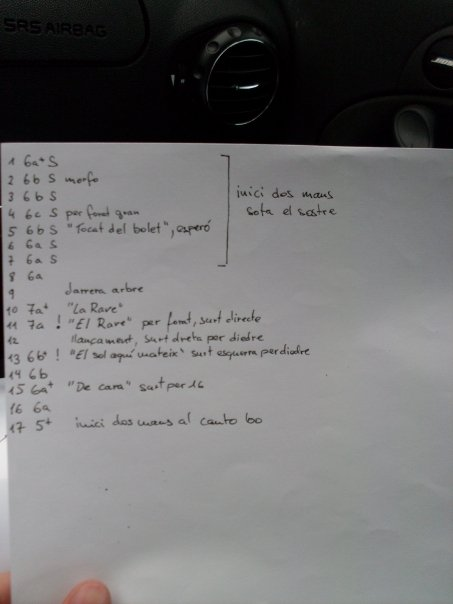 SRS AIRBAG
1 6a+ S
2 6b S morfo
3 6b S
4 6c S per forat gran
5 6b S "Tocat del bolet", esperó
6 6a S
7 6a S
inici dos mans
sota el sostre
8 6a
9 darrera arbre
10 7a+ "La Rave"
11 7a ! "El Rave" per forat, surt directe
12 llançament, surt dreta per diedre
13 6b+ ! "El sol aquí mateix" surt esquerra per diedre
14 6b
15 6a+ "De cara" surt per 16
16 6a
17 5+ inici dos mans al canto bo